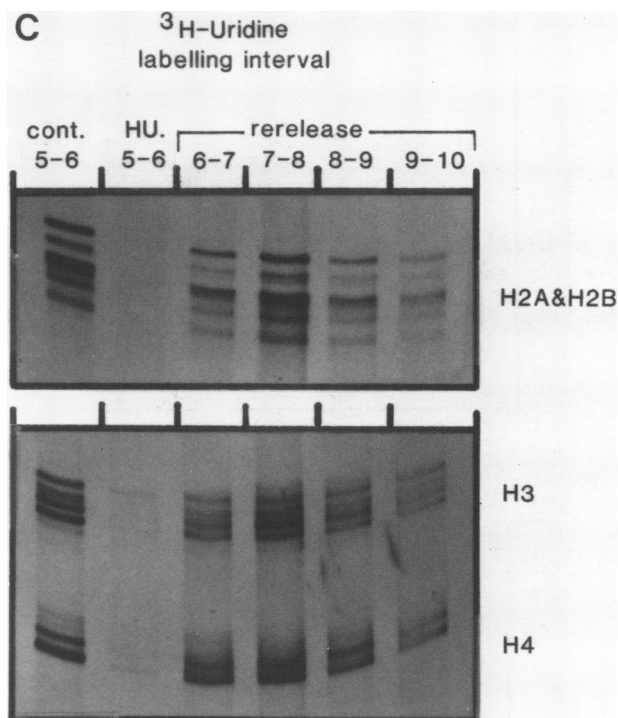 C
³H-Uridine
labelling interval
cont. HU. rerelease
5-6 5-6 6-7 7-8 8-9 9-10
H2A&H2B
H3
H4